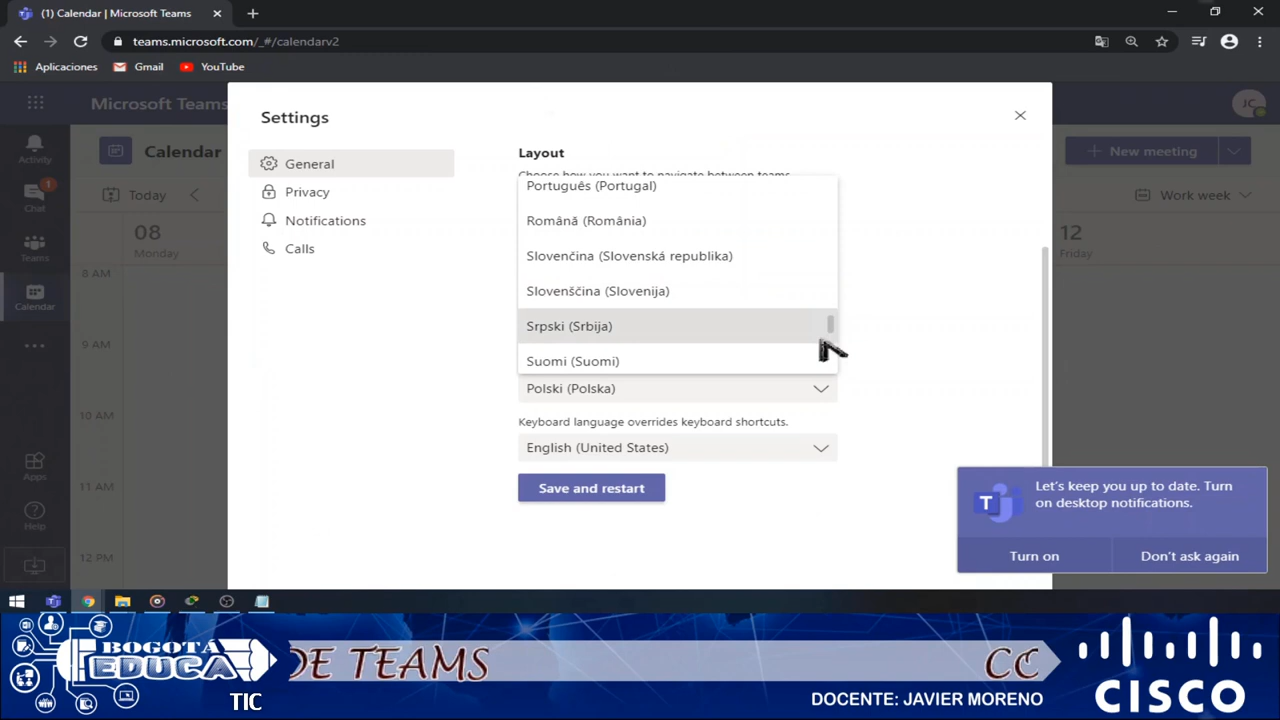 (1) Calendar | Microsoft Teams
teams.microsoft.com/_#/calendarv2
Aplicaciones
Gmail
YouTube
Microsoft Teams
JC
Settings
Activity
Calendar
New meeting
General
Privacy
Notifications
Calls
Layout
Português (Portugal)
Română (România)
Slovenčina (Slovenská republika)
Slovenščina (Slovenija)
Srpski (Srbija)
Suomi (Suomi)
Polski (Polska)
Keyboard language overrides keyboard shortcuts.
English (United States)
Save and restart
1
Chat
Today
Work week
Teams
08
Monday
12
Friday
8 AM
Calendar
10 AM
Apps
11 AM
Help
12 PM
T
Let's keep you up to date. Turn
on desktop notifications.
Turn on
Don't ask again
BOGOTÁ
EDUCA
TIC
DE TEAMS
CC
DOCENTE: JAVIER MORENO
CISCO